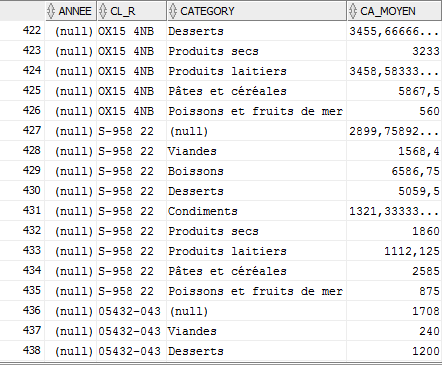 ANNEE CL_R CATEGORY CA_MOYEN
422 (null) OX15 4NB Desserts 3455,66666...
423 (null) OX15 4NB Produits secs 3233
424 (null) OX15 4NB Produits laitiers 3458,58333...
425 (null) OX15 4NB Pâtes et céréales 5867,5
426 (null) OX15 4NB Poissons et fruits de mer 560
427 (null) S-958 22 (null) 2899,75892...
428 (null) S-958 22 Viandes 1568,4
429 (null) S-958 22 Boissons 6586,75
430 (null) S-958 22 Desserts 5059,5
431 (null) S-958 22 Condiments 1321,33333...
432 (null) S-958 22 Produits secs 1860
433 (null) S-958 22 Produits laitiers 1112,125
434 (null) S-958 22 Pâtes et céréales 2585
435 (null) S-958 22 Poissons et fruits de mer 875
436 (null) 05432-043 (null) 1708
437 (null) 05432-043 Viandes 240
438 (null) 05432-043 Desserts 1200